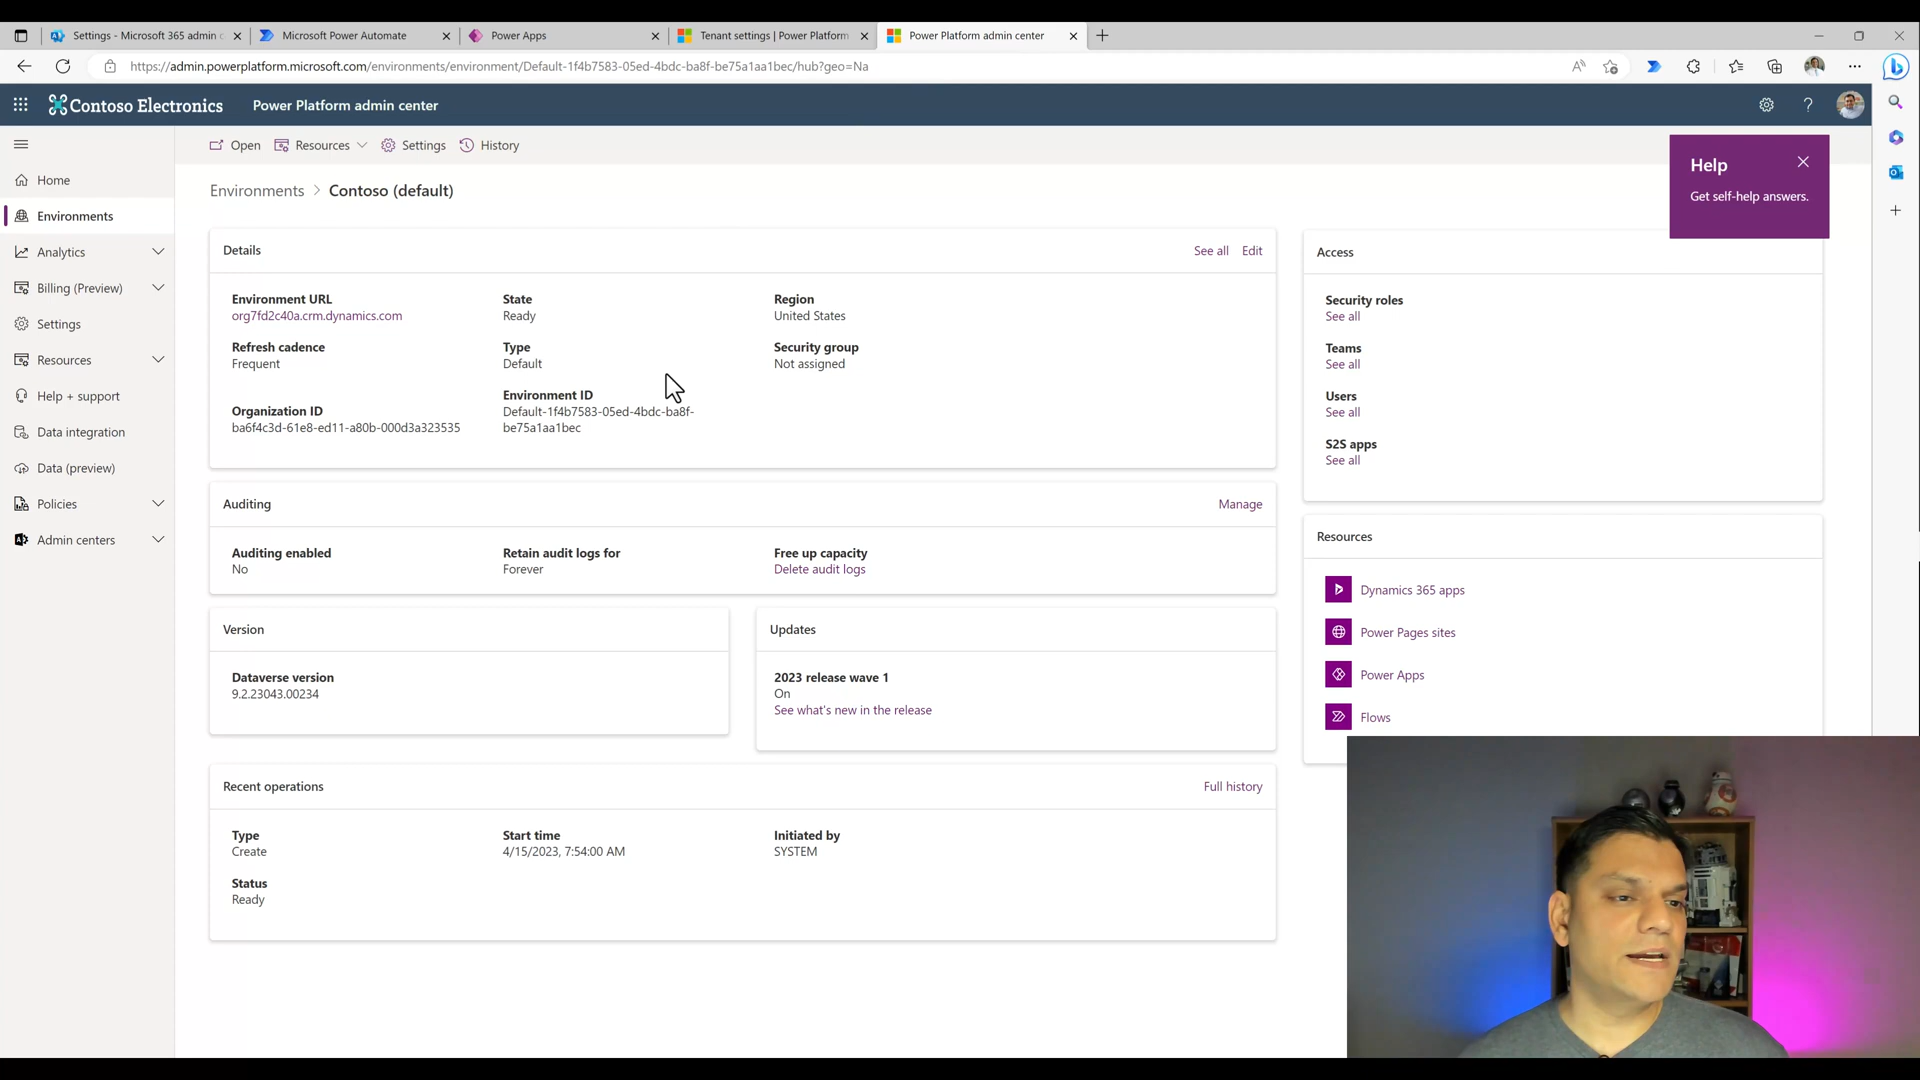 Settings - Microsoft 365 admin c
Microsoft Power Automate
Power Apps
Tenant settings | Power Platform
Power Platform admin center
https://admin.powerplatform.microsoft.com/environments/environment/Default-1f4b7583-05ed-4bdc-ba8f-be75a1aa1bec/hub?geo=Na
Contoso Electronics
Power Platform admin center
Open
Resources
Settings
History
Home
Environments
Analytics
Billing (Preview)
Settings
Resources
Help + support
Data integration
Data (preview)
Policies
Admin centers
Environments > Contoso (default)
Help
Get self-help answers.
Details
See all
Edit
Environment URL
org7fd2c40a.crm.dynamics.com
State
Ready
Region
United States
Refresh cadence
Frequent
Type
Default
Security group
Not assigned
Organization ID
ba6f4c3d-61e8-ed11-a80b-000d3a323535
Environment ID
Default-1f4b7583-05ed-4bdc-ba8f-
be75a1aa1bec
Auditing
Manage
Auditing enabled
No
Retain audit logs for
Forever
Free up capacity
Delete audit logs
Version
Dataverse version
9.2.23043.00234
Updates
2023 release wave 1
On
See what's new in the release
Recent operations
Full history
Type
Create
Start time
4/15/2023, 7:54:00 AM
Initiated by
SYSTEM
Status
Ready
Access
Security roles
See all
Teams
See all
Users
See all
S2S apps
See all
Resources
Dynamics 365 apps
Power Pages sites
Power Apps
Flows